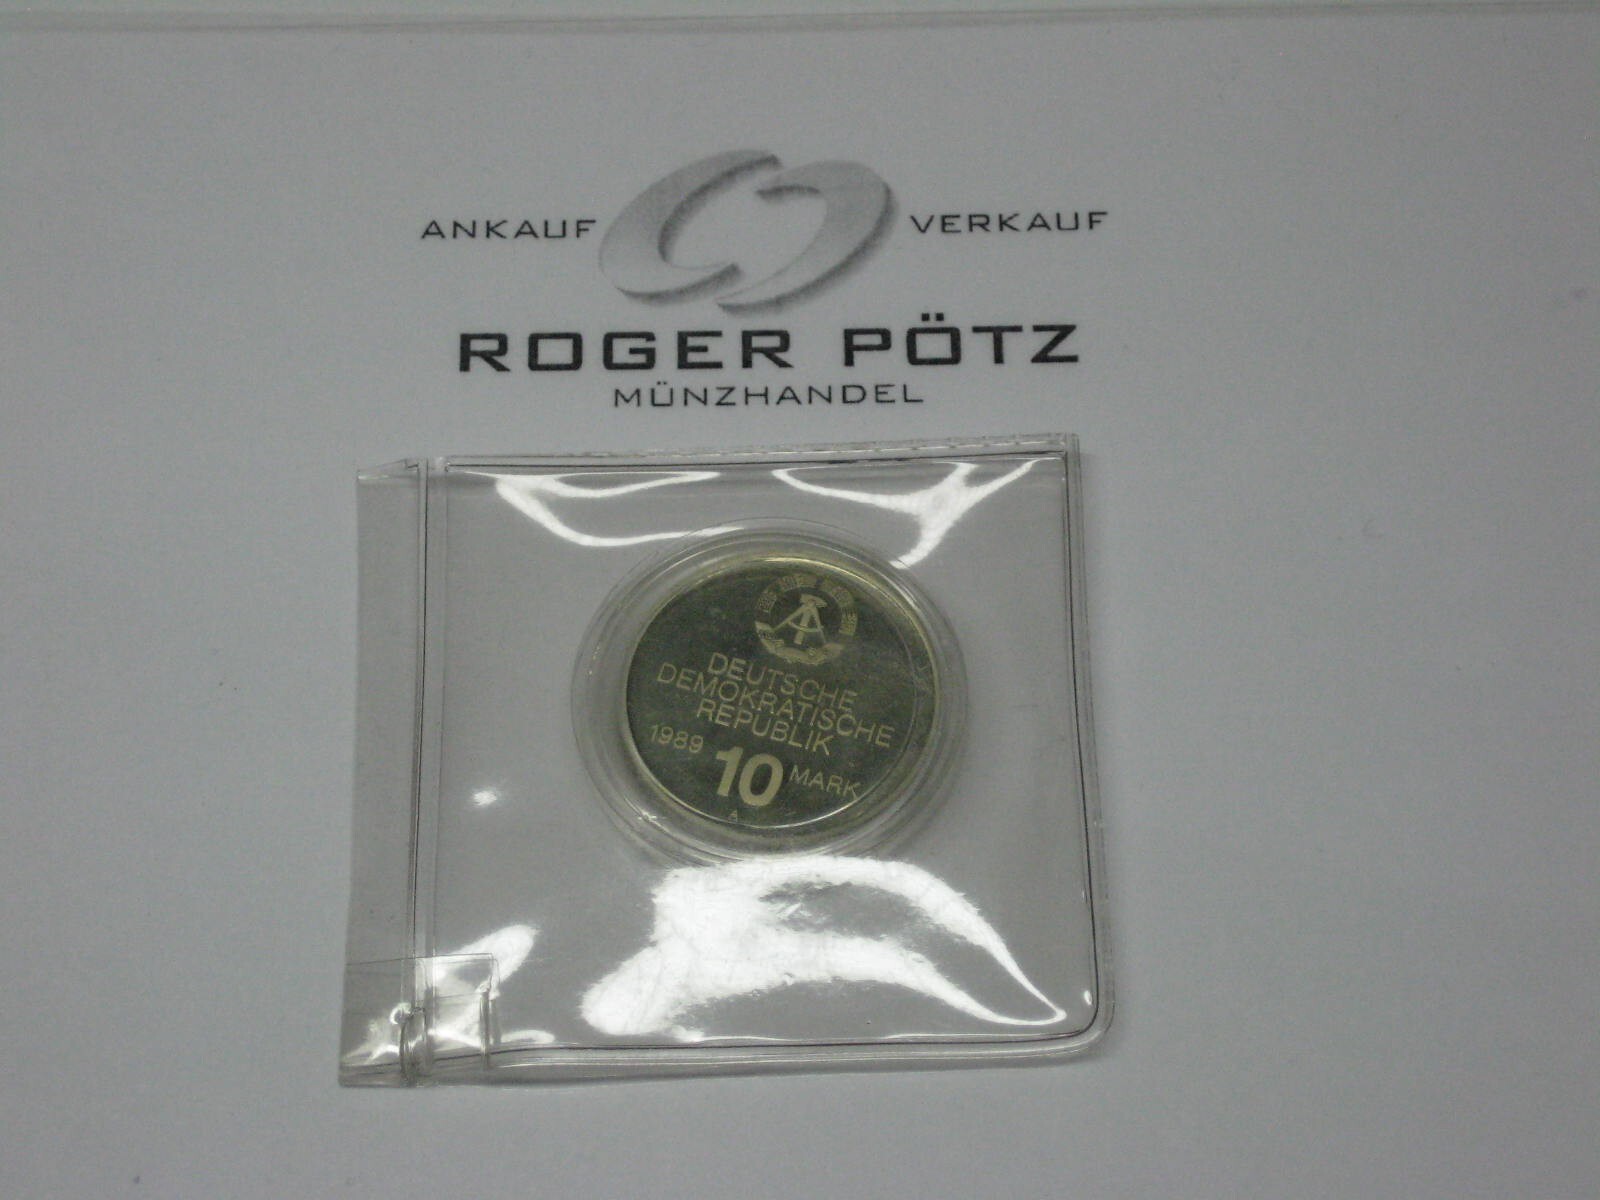 ANKAUF VERKAUF
ROGER PÖTZ
MÜNZHANDEL
DEUTSCHE
DEMOKRATISCHE
REPUBLIK
1989 10 MARK
A